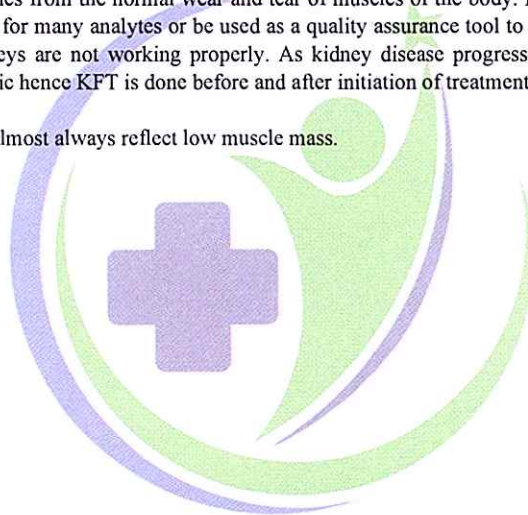 nes from the normal wear and tear of muscles of the body.
for many analytes or be used as a quality assurance tool to
eys are not working properly. As kidney disease progress
ic hence KFT is done before and after initiation of treatment
lmost always reflect low muscle mass.